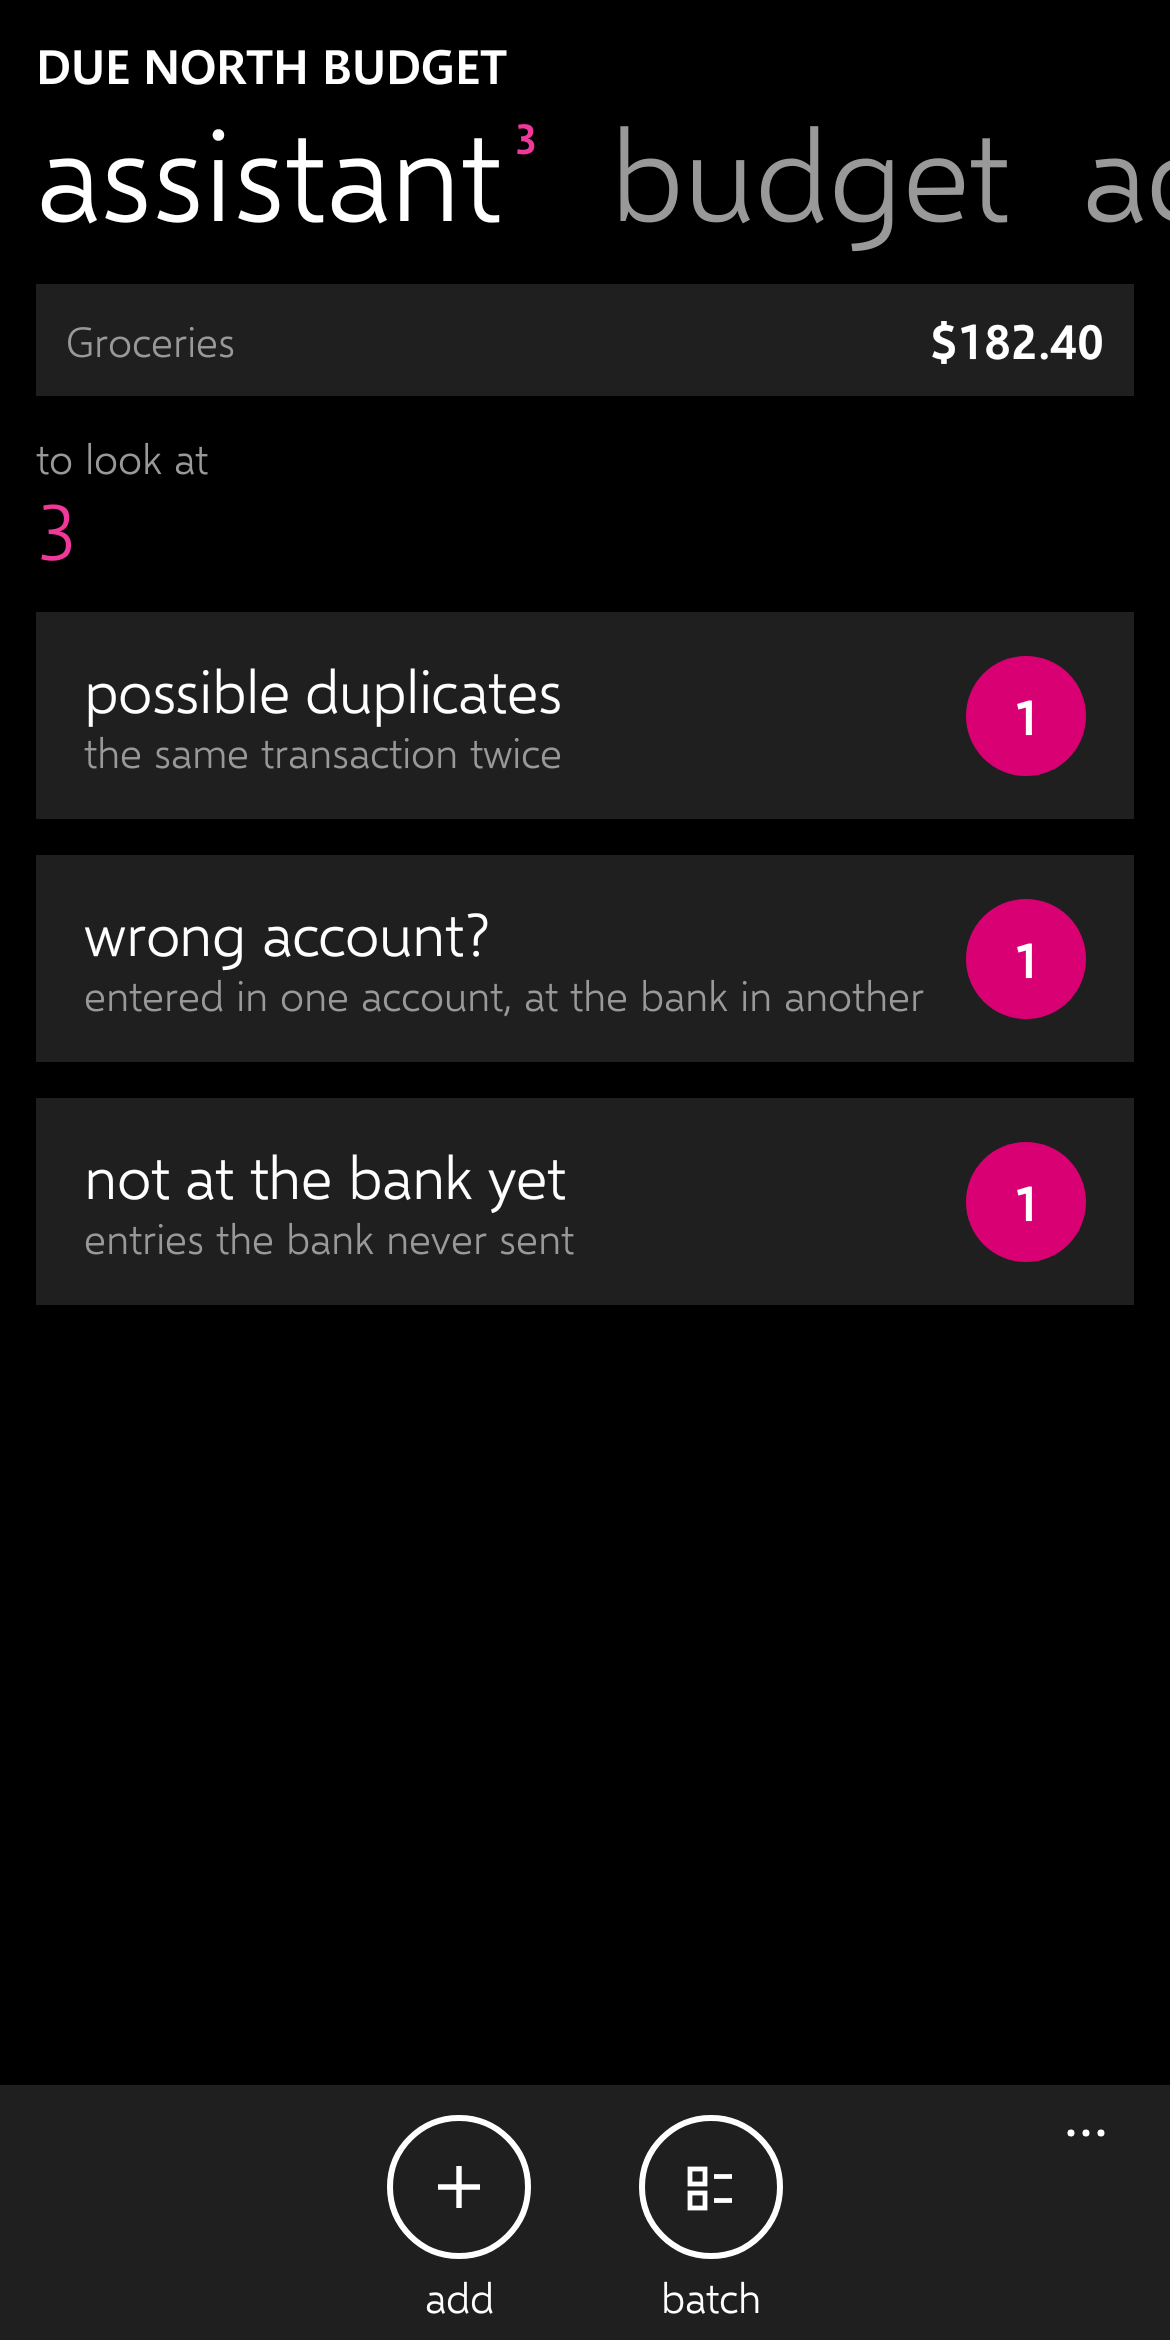 DUE NORTH BUDGET
assistant 3 budget ac
Groceries $182.40
to look at
3
possible duplicates
the same transaction twice
1
wrong account?
entered in one account, at the bank in another
1
not at the bank yet
entries the bank never sent
1
...
add batch